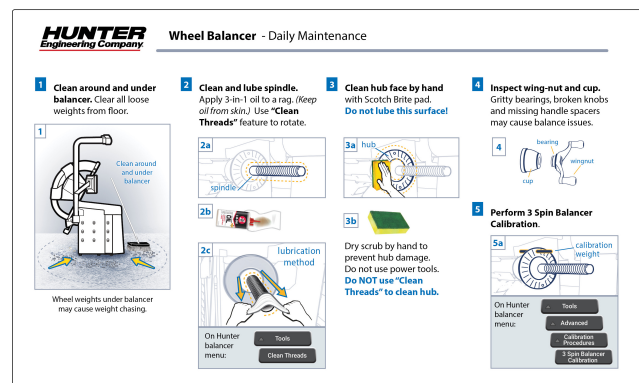 HUNTER
Engineering Company
Wheel Balancer - Daily Maintenance
1 Clean around and under
balancer. Clear all loose
weights from floor.
1
Clean around
and under
balancer
Wheel weights under balancer
may cause weight chasing.
2 Clean and lube spindle.
Apply 3-in-1 oil to a rag. (Keep
oil from skin.) Use “Clean
Threads” feature to rotate.
2a
spindle
2b
2c
lubrication
method
On Hunter
balancer
menu:
Tools
Clean Threads
3 Clean hub face by hand
with Scotch Brite pad.
Do not lube this surface!
3a hub
3b
Dry scrub by hand to
prevent hub damage.
Do not use power tools.
Do NOT use “Clean
Threads” to clean hub.
4 Inspect wing-nut and cup.
Gritty bearings, broken knobs
and missing handle spacers
may cause balance issues.
4
bearing
wingnut
cup
5 Perform 3 Spin Balancer
Calibration.
5a
calibration
weight
On Hunter
balancer
menu:
Tools
Advanced
Calibration
Procedures
3 Spin Balancer
Calibration